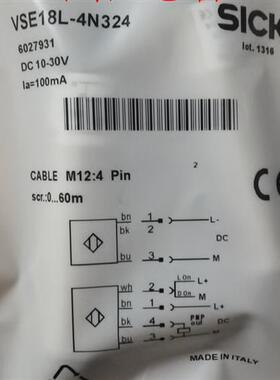 VSE18L-4N324
SICK
6027931
lot. 1316
DC 10-30V
Ia=100mA
2
CABLE M12:4 Pin
CE
scr.:0...60m
bn 1 L-
bk 2
DC
bu 3 M
wh 2 L On L+
D On M
bn 1 L+
bk 4 PNP out DC
bu 3 M
MADE IN ITALY